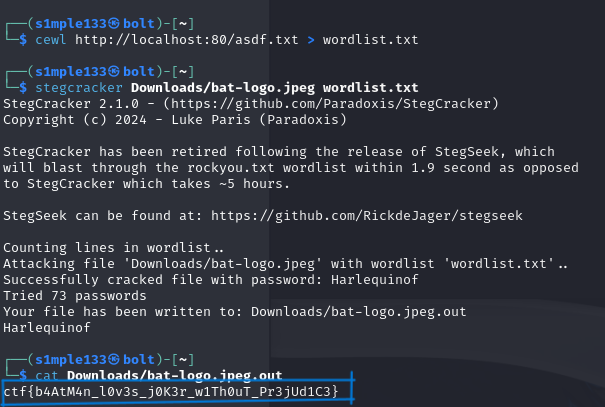 ┌──(s1mple133㉿bolt)-[~]
└─$ cewl http://localhost:80/asdf.txt > wordlist.txt
┌──(s1mple133㉿bolt)-[~]
└─$ stegcracker Downloads/bat-logo.jpeg wordlist.txt
StegCracker 2.1.0 - (https://github.com/Paradoxis/StegCracker)
Copyright (c) 2024 - Luke Paris (Paradoxis)
StegCracker has been retired following the release of StegSeek, which
will blast through the rockyou.txt wordlist within 1.9 second as opposed
to StegCracker which takes ~5 hours.
StegSeek can be found at: https://github.com/RickdeJager/stegseek
Counting lines in wordlist..
Attacking file 'Downloads/bat-logo.jpeg' with wordlist 'wordlist.txt'..
Successfully cracked file with password: Harlequinof
Tried 73 passwords
Your file has been written to: Downloads/bat-logo.jpeg.out
Harlequinof
┌──(s1mple133㉿bolt)-[~]
└─$ cat Downloads/bat-logo.jpeg.out
ctf{b4AtM4n_l0v3s_j0K3r_w1Th0uT_Pr3jUd1C3}